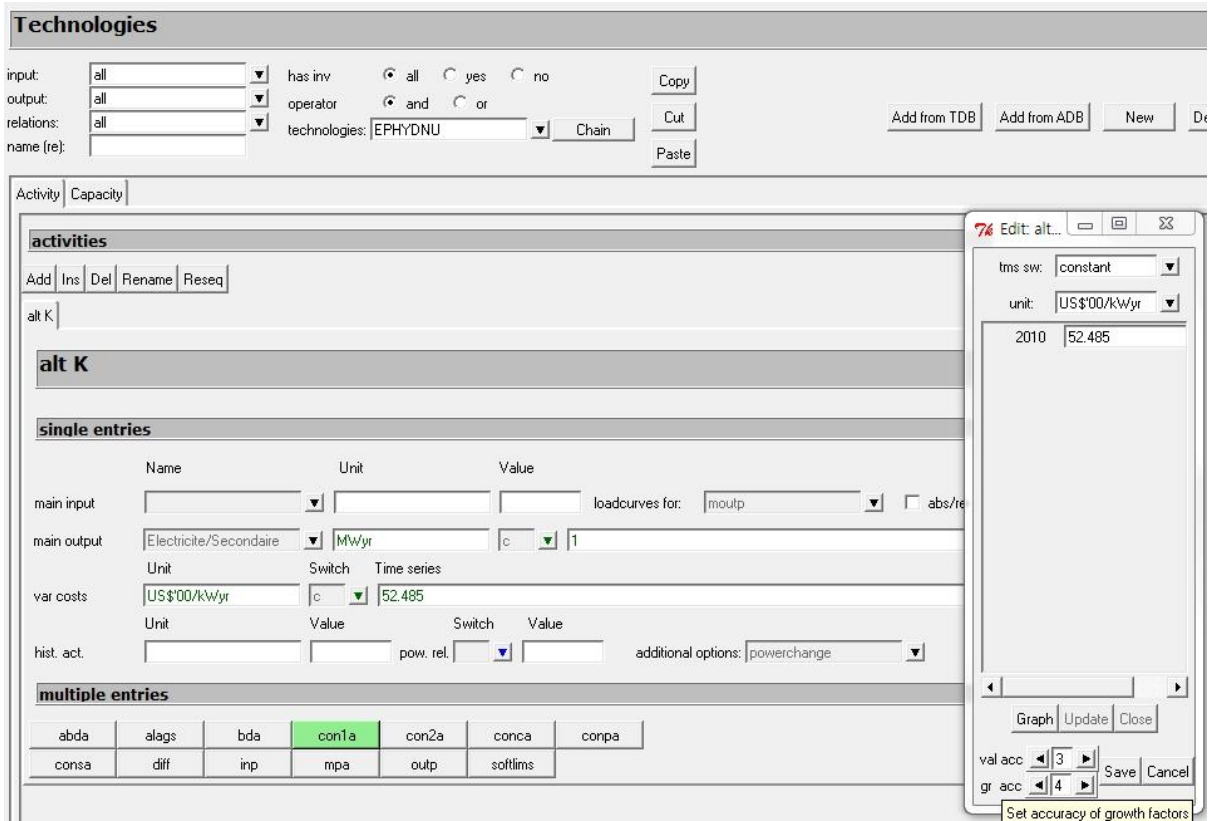 Technologies
input: all has inv all yes no Copy
output: all operator and or Cut Add from TDB Add from ADB New De
relations: all technologies: EPHYDNU Chain
name (re): Paste
Activity Capacity
activities
Add Ins Del Rename Reseq
alt K
alt K
single entries
Name Unit Value
main input loadcurves for: moutp abs/re
main output Electricite/Secondaire MWyr c 1
Unit Switch Time series
var costs US$'00/kWyr c 52.485
Unit Value Switch Value
hist. act. pow. rel. additional options: powerchange
multiple entries
abda alags bda con1a con2a conca conpa
consa diff inp mpa outp softlims
Edit: alt...
tms sw: constant
unit: US$'00/kWyr
2010 52.485
Graph Update Close
val acc 3
gr acc 4 Save Cancel
Set accuracy of growth factors